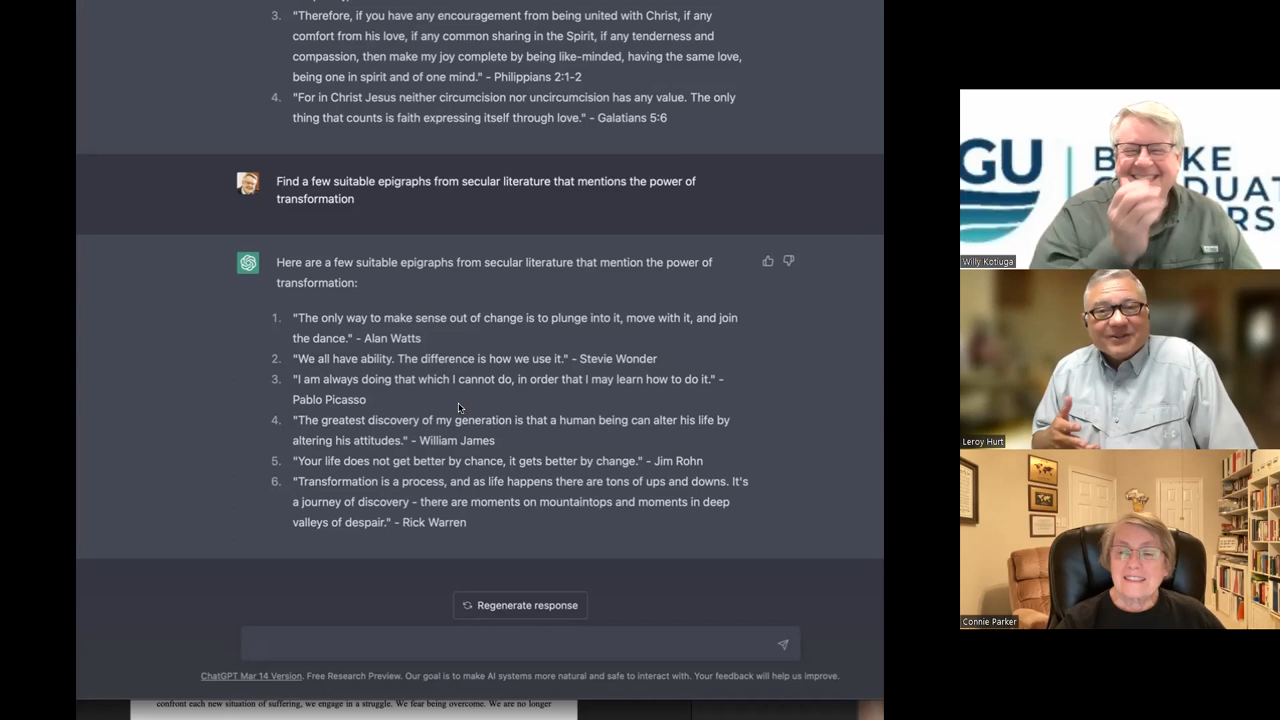 3. "Therefore, if you have any encouragement from being united with Christ, if any
comfort from his love, if any common sharing in the Spirit, if any tenderness and
compassion, then make my joy complete by being like-minded, having the same love,
being one in spirit and of one mind." - Philippians 2:1-2
4. "For in Christ Jesus neither circumcision nor uncircumcision has any value. The only
thing that counts is faith expressing itself through love." - Galatians 5:6
Find a few suitable epigraphs from secular literature that mentions the power of
transformation
Here are a few suitable epigraphs from secular literature that mention the power of
transformation:
1. "The only way to make sense out of change is to plunge into it, move with it, and join
the dance." - Alan Watts
2. "We all have ability. The difference is how we use it." - Stevie Wonder
3. "I am always doing that which I cannot do, in order that I may learn how to do it." -
Pablo Picasso
4. "The greatest discovery of my generation is that a human being can alter his life by
altering his attitudes." - William James
5. "Your life does not get better by chance, it gets better by change." - Jim Rohn
6. "Transformation is a process, and as life happens there are tons of ups and downs. It's
a journey of discovery - there are moments on mountaintops and moments in deep
valleys of despair." - Rick Warren
Regenerate response
ChatGPT Mar 14 Version. Free Research Preview. Our goal is to make AI systems more natural and safe to interact with. Your feedback will help us improve.
confront each new situation of suffering, we engage in a struggle. We fear being overcome. We are no longer
GU
B KE
ADUA
RS
Willy Kotiuga
Leroy Hurt
Connie Parker